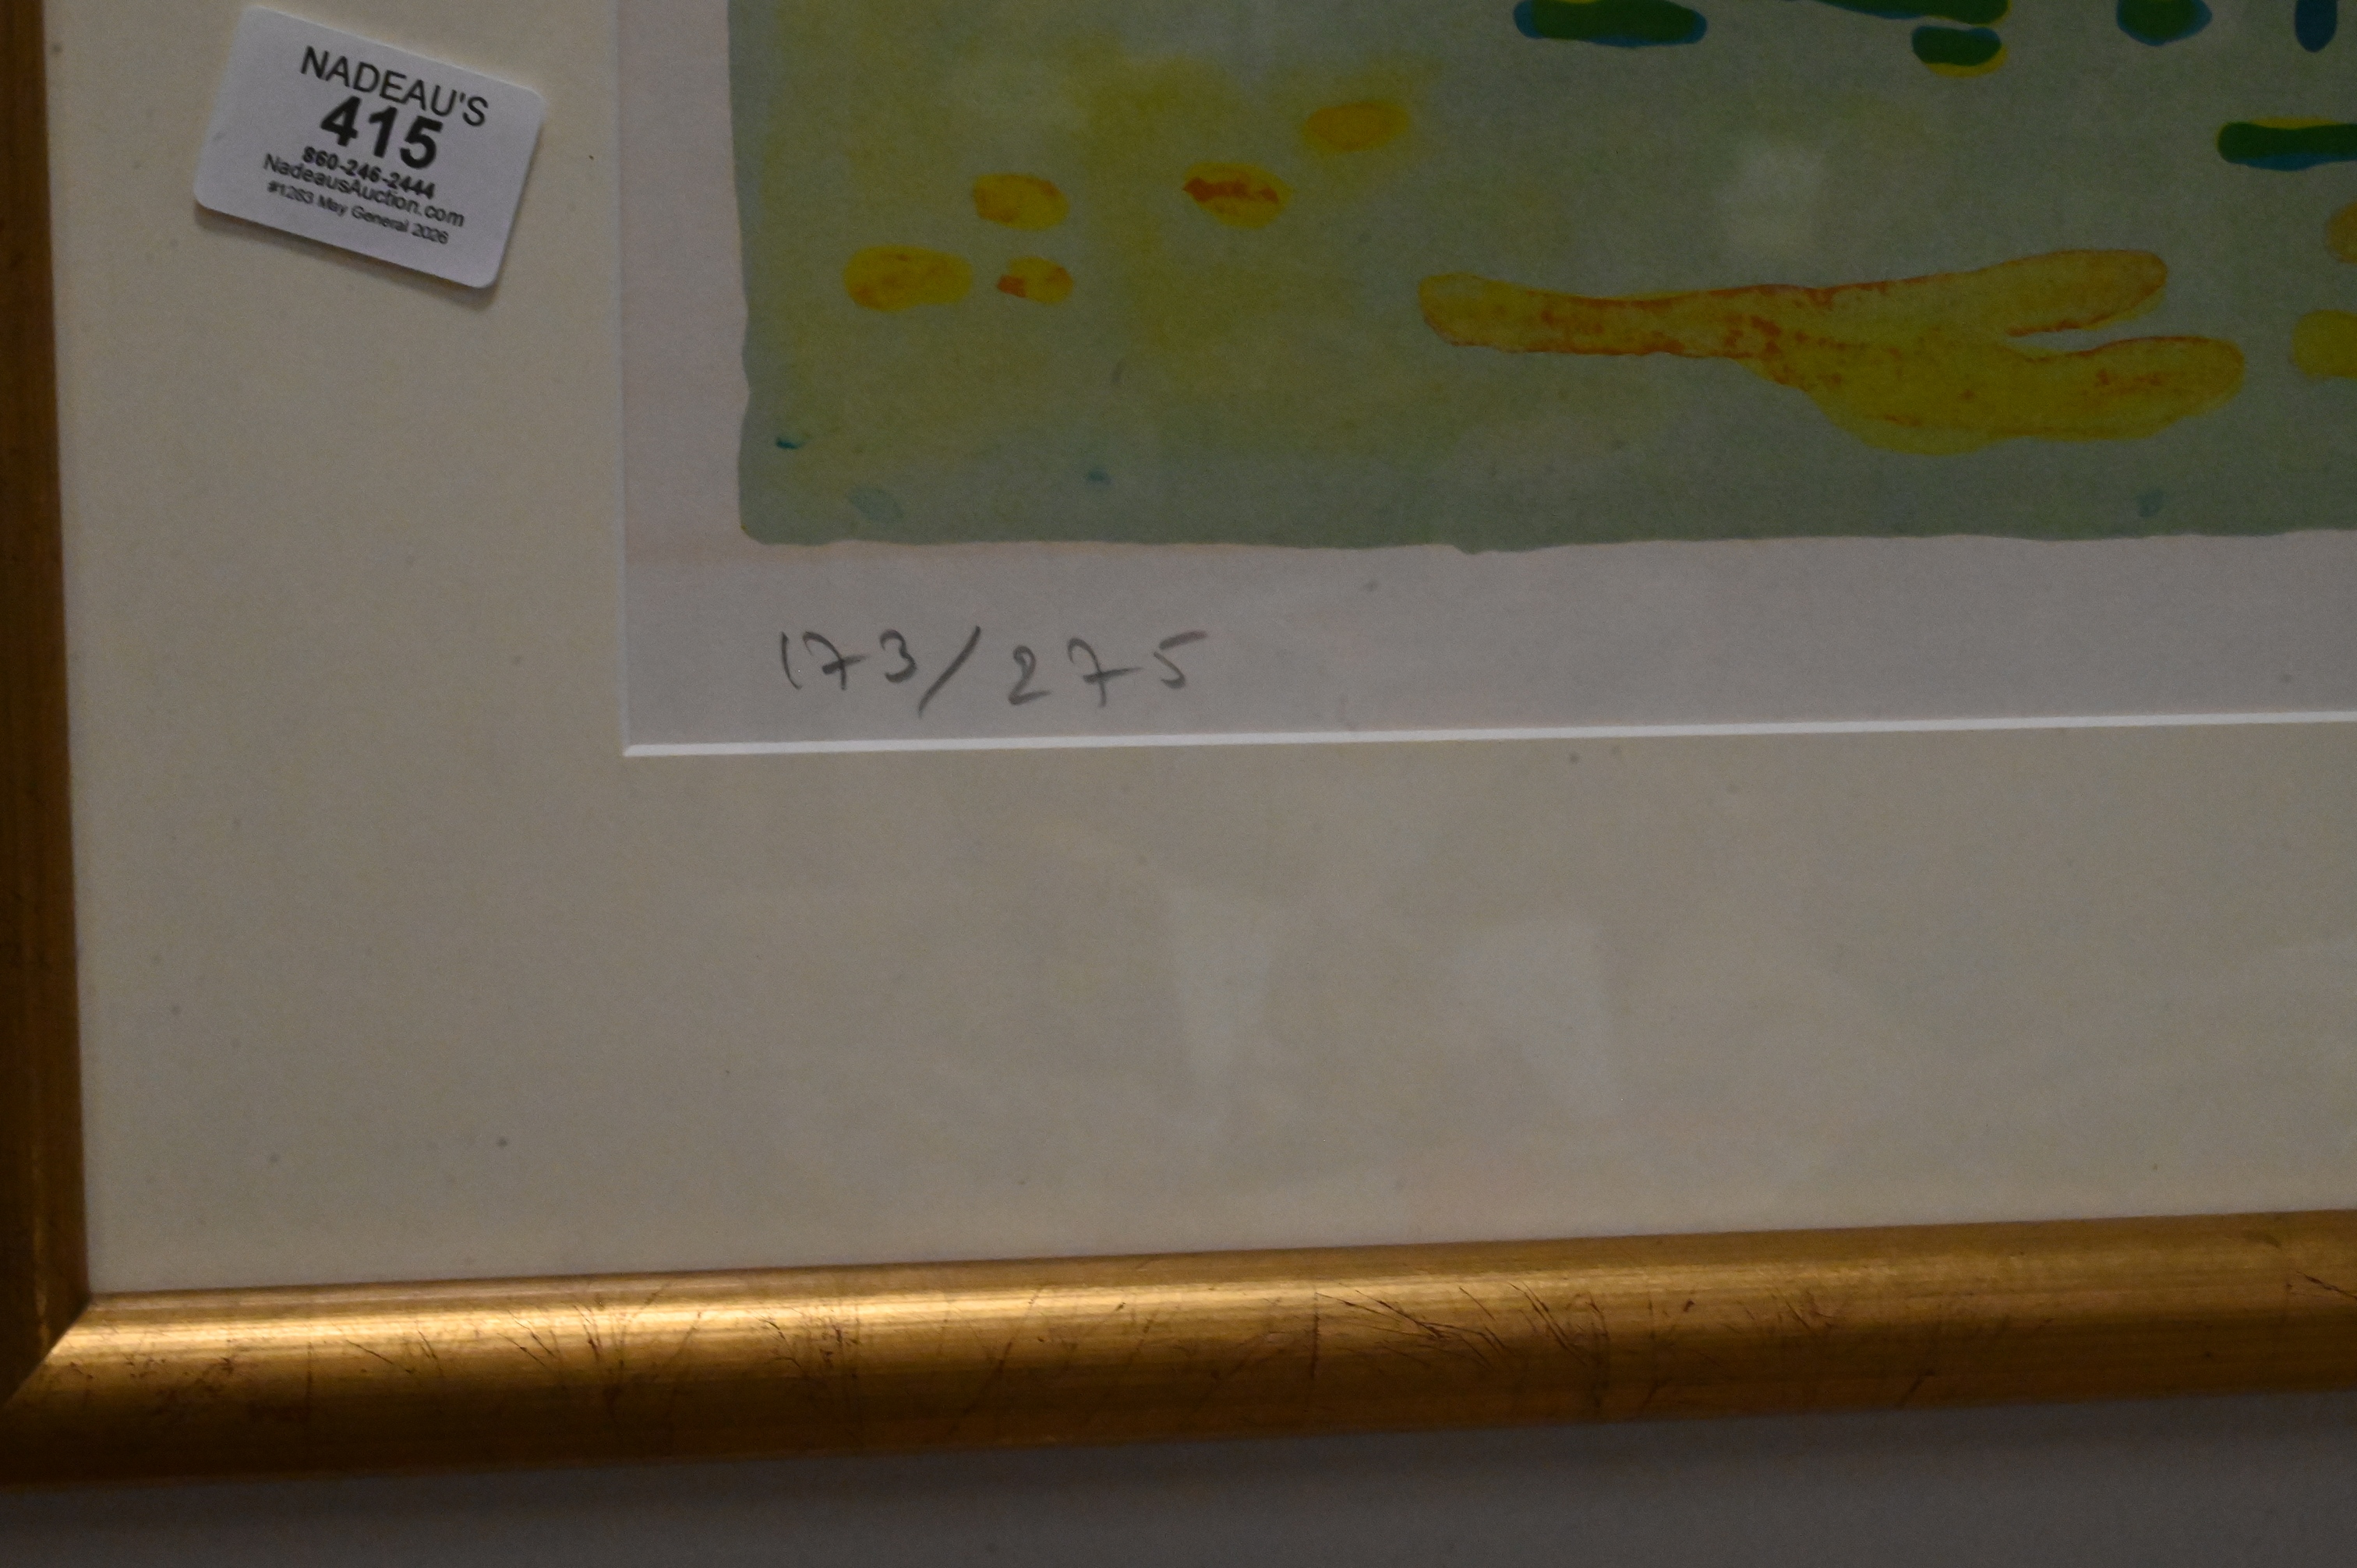 NADEAU'S
415
860-246-2444
NadeausAuction.com
#1283 May General 2026
173/275